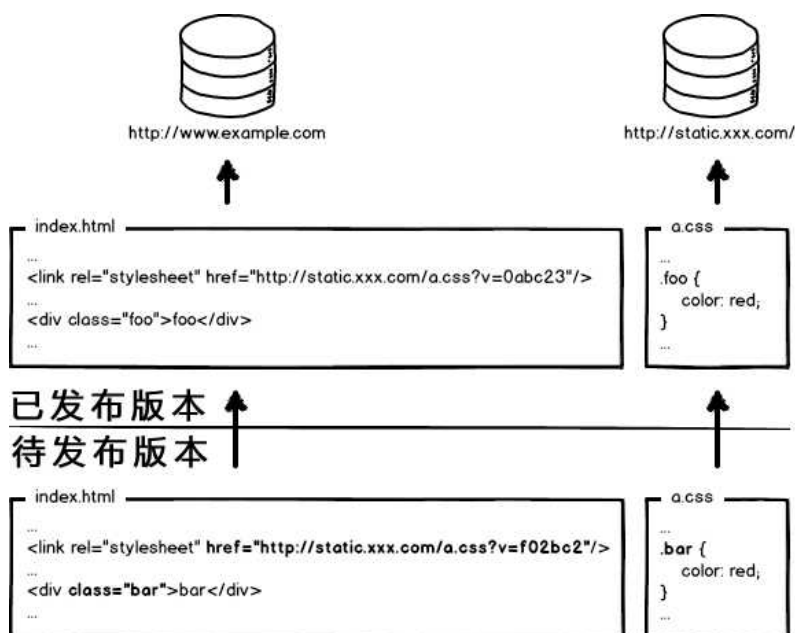 http://www.example.com
http://static.xxx.com/
index.html
...
<link rel="stylesheet" href="http://static.xxx.com/a.css?v=0abc23"/>
...
<div class="foo">foo</div>
...
a.css
...
.foo {
color: red;
}
...
已发布版本
待发布版本
index.html
...
<link rel="stylesheet" href="http://static.xxx.com/a.css?v=f02bc2"/>
...
<div class="bar">bar</div>
...
a.css
...
.bar {
color: red;
}
...